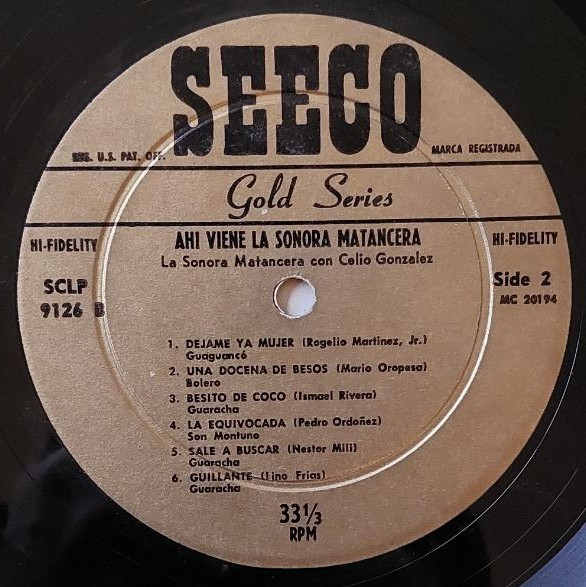 SEECO
REG. U.S. PAT. OFF.
MARCA REGISTRADA
Gold Series
HI-FIDELITY
AHI VIENE LA SONORA MATANCERA
HI-FIDELITY
La Sonora Matancera con Celio Gonzalez
SCLP
9126 B
Side 2
MC 20194
1. DEJAME YA MUJER (Rogelio Martinez, Jr.)
Guaguancó
2. UNA DOCENA DE BESOS (Mario Oropesa)
Bolero
3. BESITO DE COCO (Ismael Rivera)
Guaracha
4. LA EQUIVOCADA (Pedro Ordoñez)
Son Montuno
5. SALE A BUSCAR (Nestor Mili)
Guaracha
6. GUILLANTE (Lino Frias)
Guaracha
33⅓
RPM